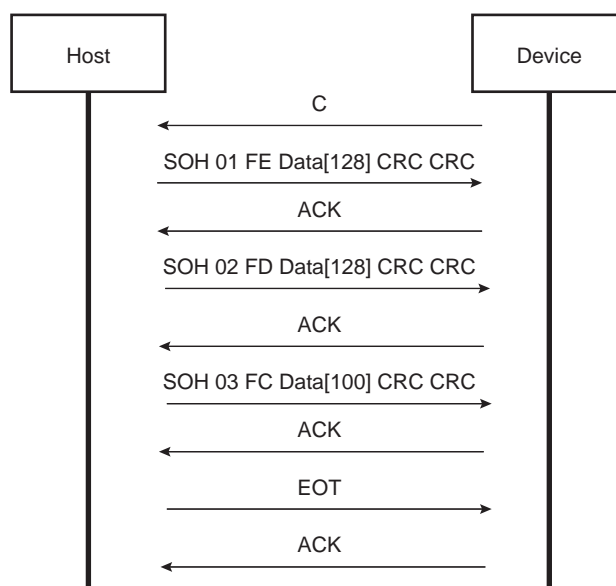 Host
Device
C
SOH 01 FE Data[128] CRC CRC
ACK
SOH 02 FD Data[128] CRC CRC
ACK
SOH 03 FC Data[100] CRC CRC
ACK
EOT
ACK